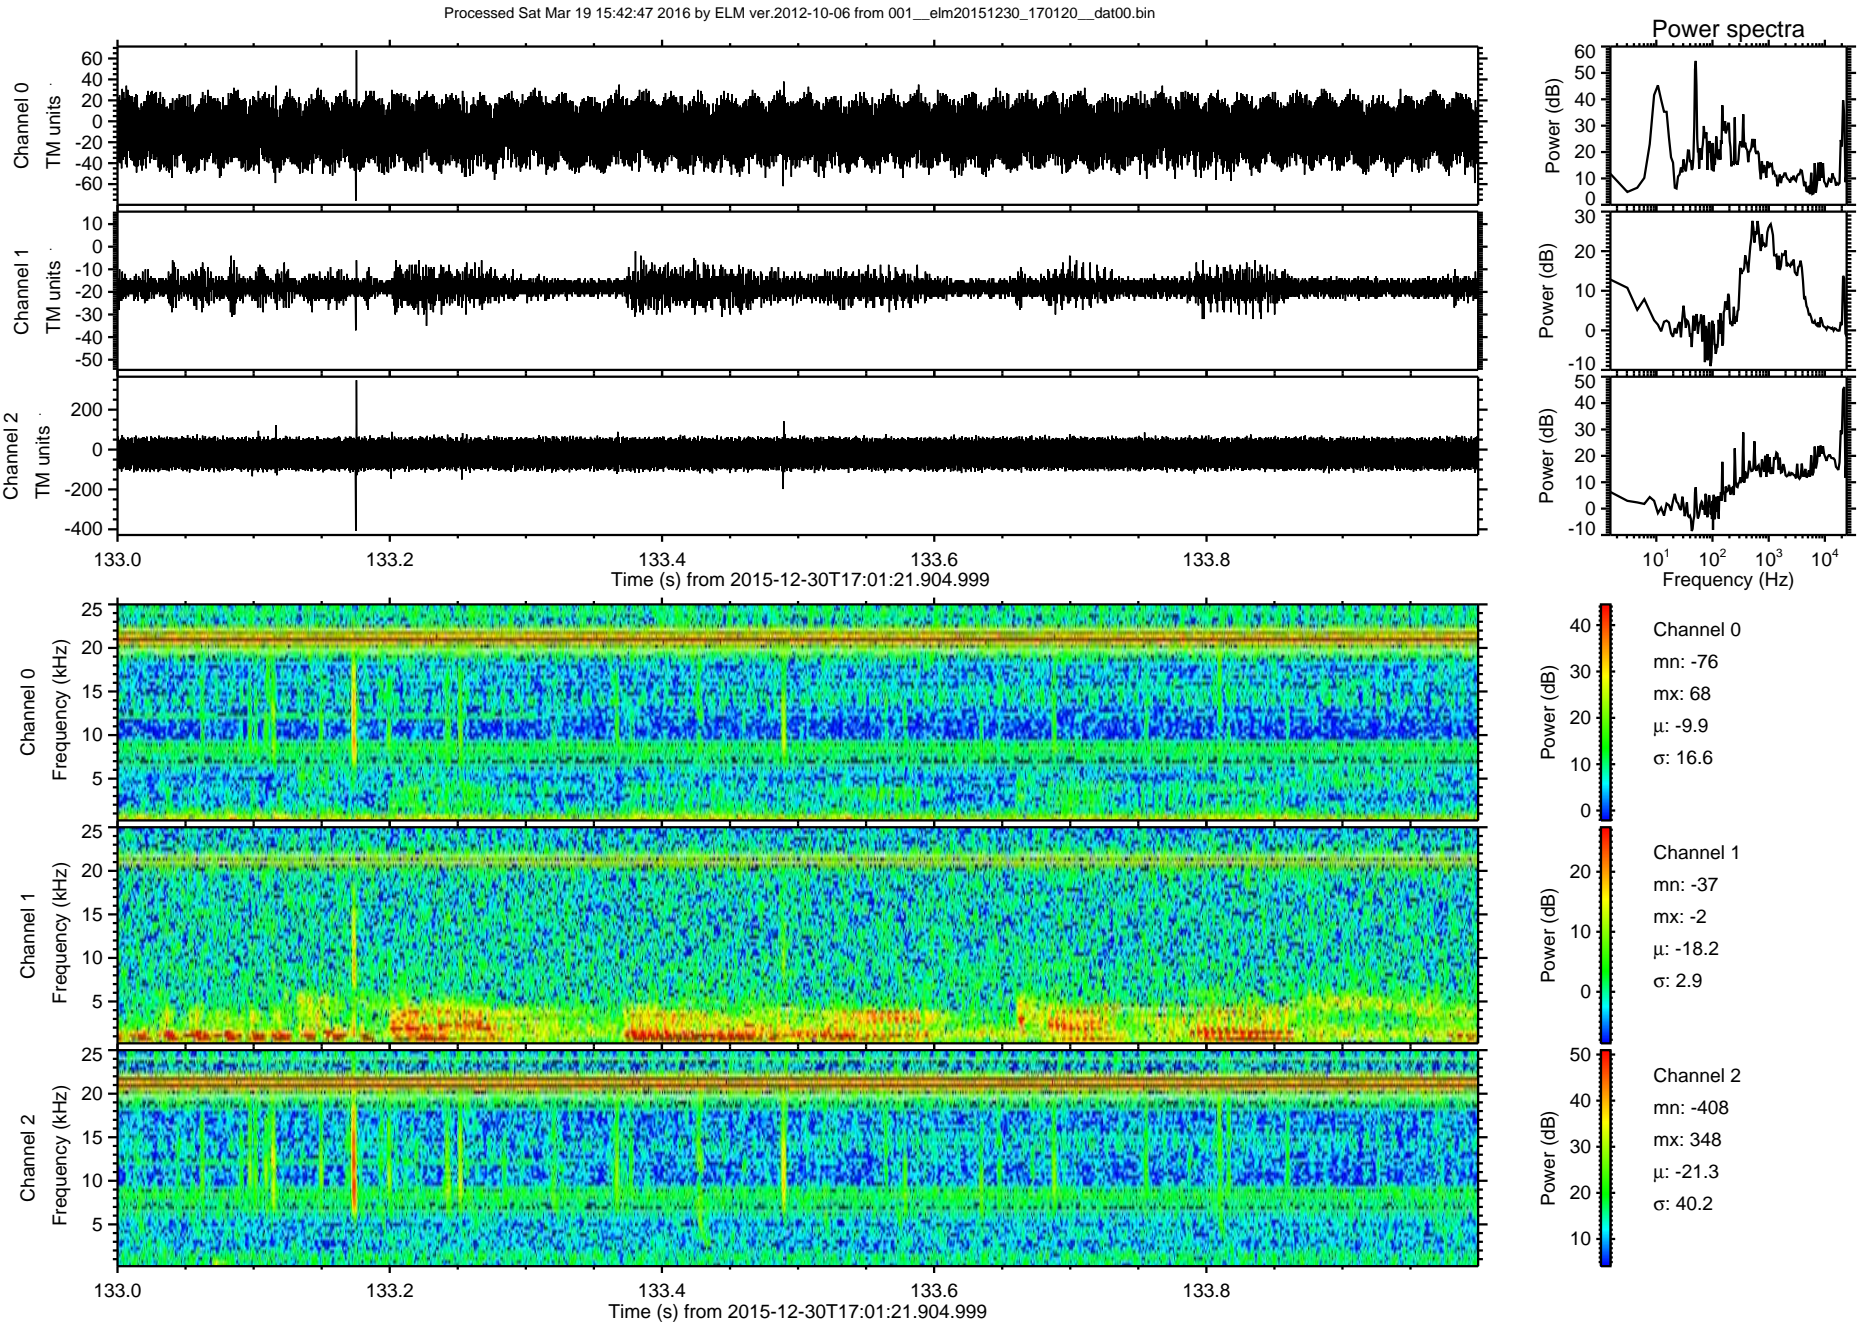 Processed Sat Mar 19 15:42:47 2016 by ELM ver.2012-10-06 from 001__elm20151230_170120__dat00.bin
Power spectra
Channel 0
TM units
60
40
20
0
-20
-40
-60
Power (dB)
60
50
40
30
20
10
0
Channel 1
TM units
10
0
-10
-20
-30
-40
-50
Power (dB)
30
20
10
0
-10
Channel 2
TM units
200
0
-200
-400
Power (dB)
50
40
30
20
10
0
-10
133.0 133.2 133.4 133.6 133.8
Time (s) from 2015-12-30T17:01:21.904.999
10^1 10^2 10^3 10^4
Frequency (Hz)
Channel 0
Frequency (kHz)
25
20
15
10
5
Power (dB)
40
30
20
10
0
Channel 0
mn: -76
mx: 68
μ: -9.9
σ: 16.6
Channel 1
Frequency (kHz)
25
20
15
10
5
Power (dB)
20
10
0
Channel 1
mn: -37
mx: -2
μ: -18.2
σ: 2.9
Channel 2
Frequency (kHz)
25
20
15
10
5
Power (dB)
50
40
30
20
10
Channel 2
mn: -408
mx: 348
μ: -21.3
σ: 40.2
133.0 133.2 133.4 133.6 133.8
Time (s) from 2015-12-30T17:01:21.904.999